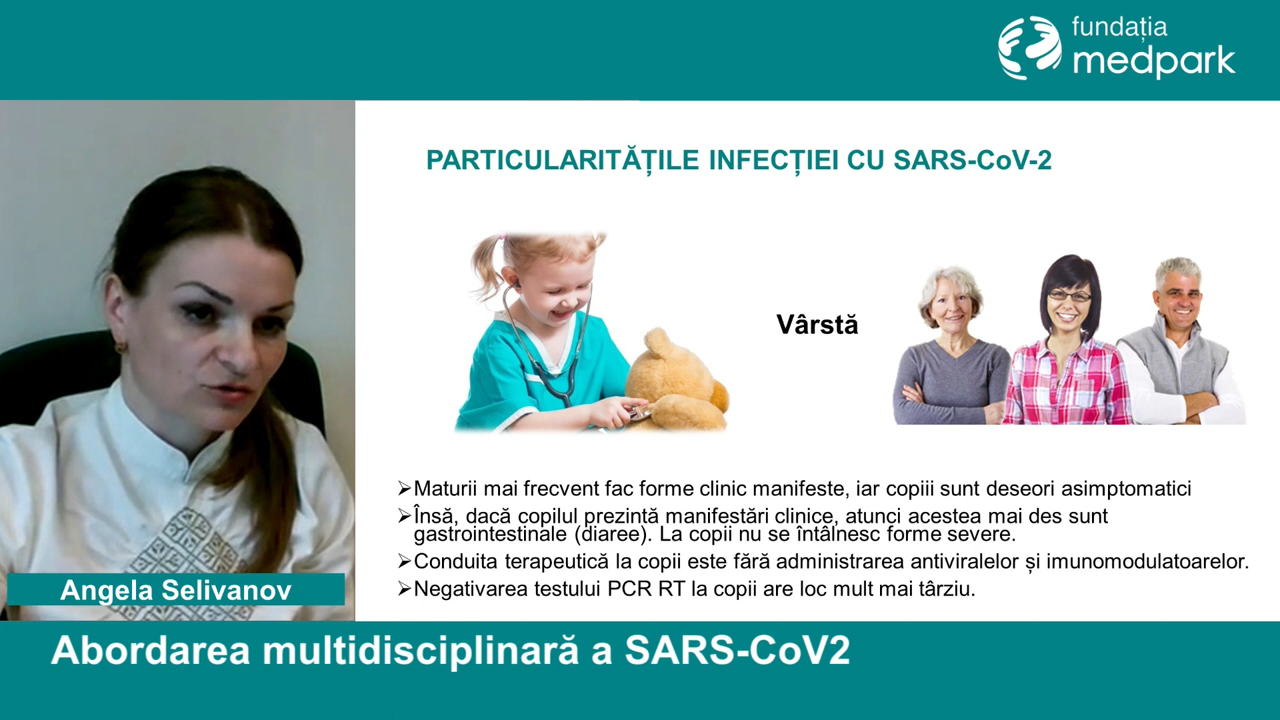 fundația
medpark
PARTICULARITĂȚILE INFECȚIEI CU SARS-CoV-2
Vârstă
➢Maturii mai frecvent fac forme clinic manifeste, iar copiii sunt deseori asimptomatici
➢Însă, dacă copilul prezintă manifestări clinice, atunci acestea mai des sunt
gastrointestinale (diaree). La copii nu se întâlnesc forme severe.
➢Conduita terapeutică la copii este fără administrarea antiviralelor și imunomodulatoarelor.
➢Negativarea testului PCR RT la copii are loc mult mai târziu.
Angela Selivanov
Abordarea multidisciplinară a SARS-CoV2